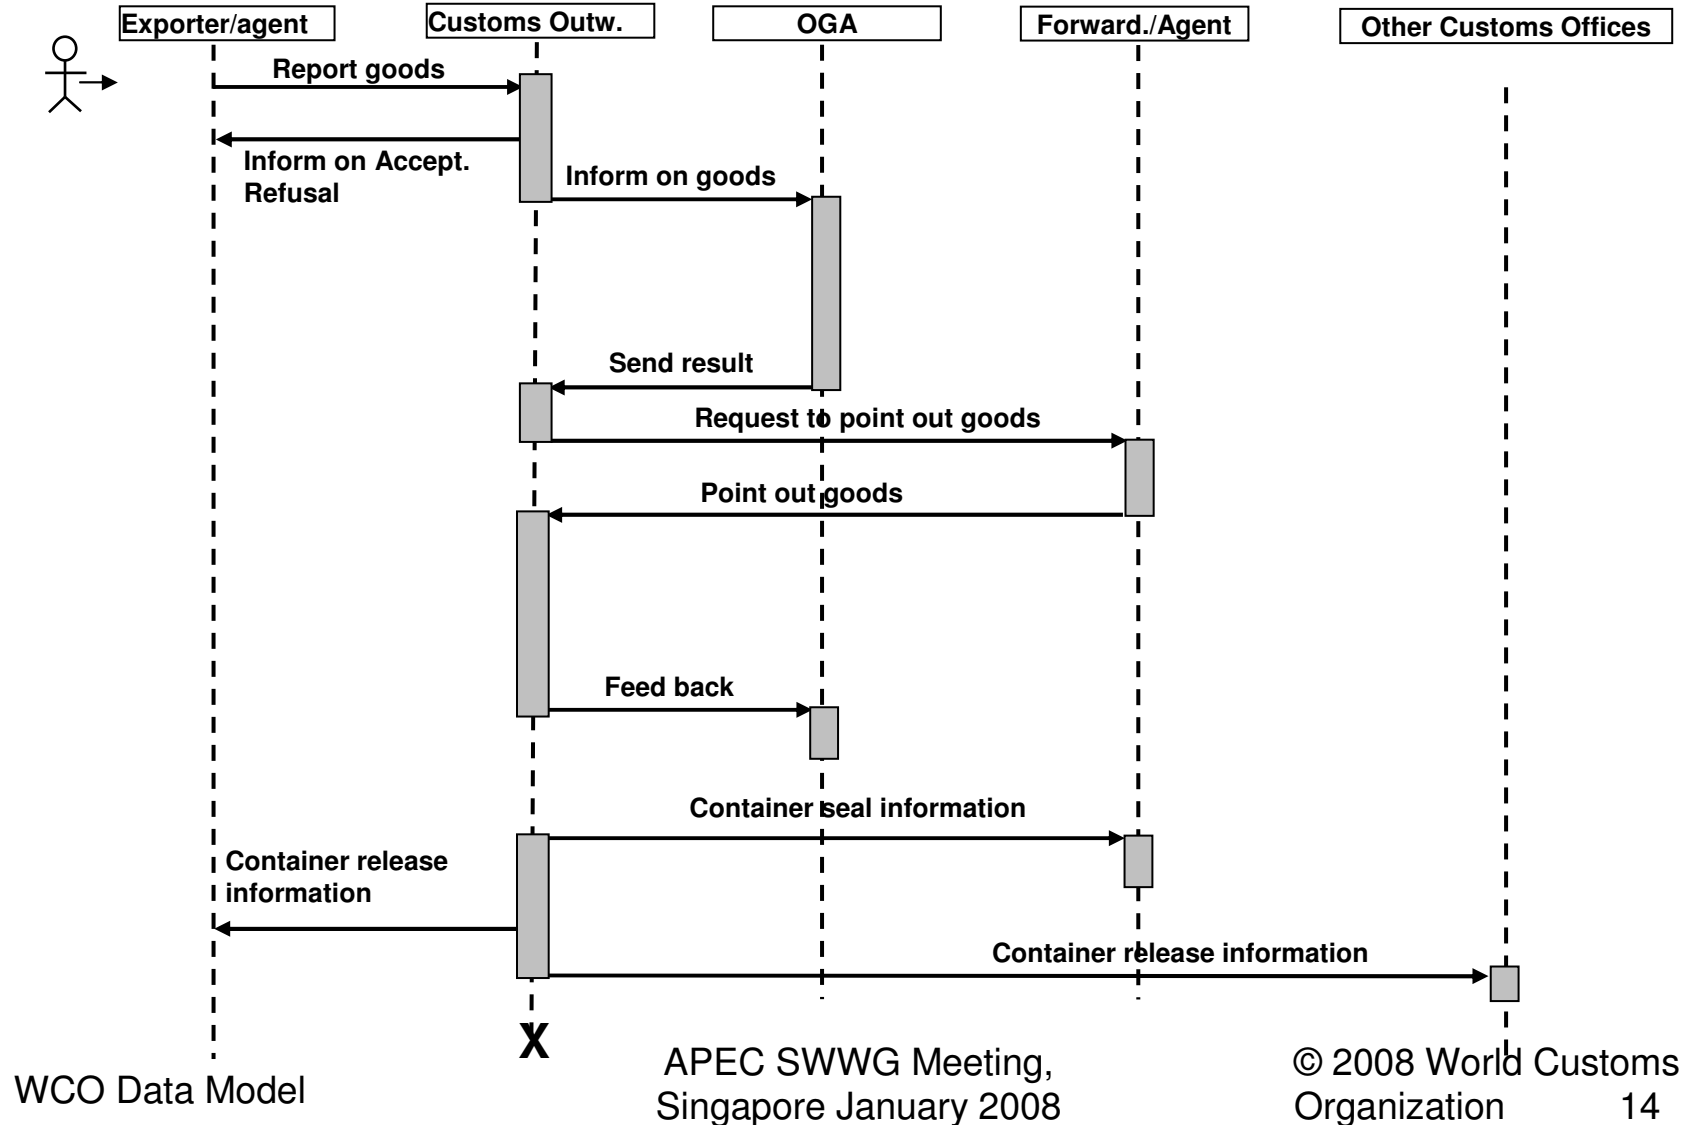 Exporter/agent
Customs Outw.
OGA
Forward./Agent
Other Customs Offices
Report goods
Inform on Accept.
Refusal
Inform on goods
Send result
Request to point out goods
Point out goods
Feed back
Container seal information
Container release
information
Container release information
X
WCO Data Model
APEC SWWG Meeting,
Singapore January 2008
© 2008 World Customs
Organization 14